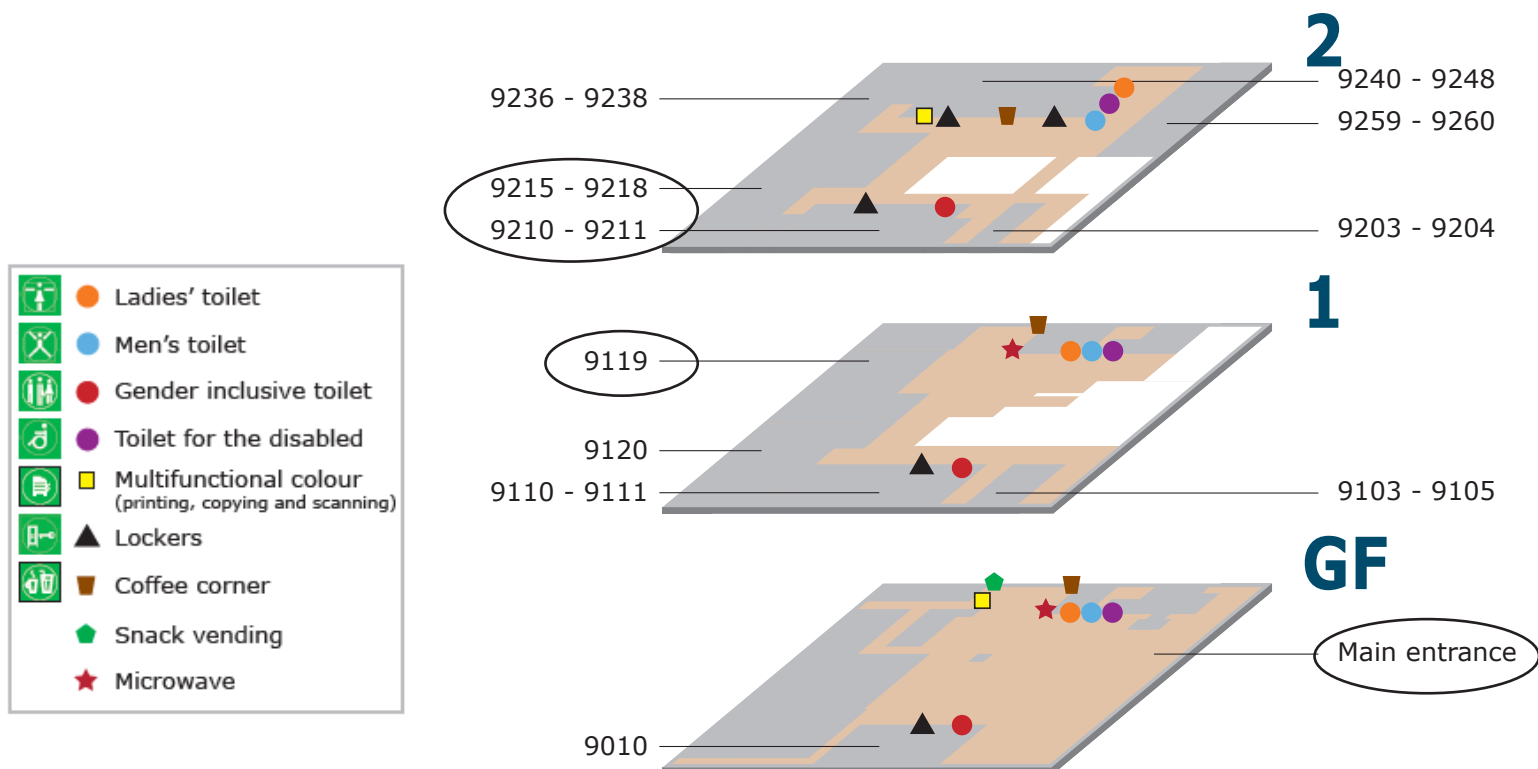 2
9236 - 9238
9240 - 9248
9259 - 9260
9215 - 9218
9210 - 9211
9203 - 9204
Ladies’ toilet
Men’s toilet
Gender inclusive toilet
Toilet for the disabled
Multifunctional colour
(printing, copying and scanning)
Lockers
Coffee corner
Snack vending
Microwave
1
9119
9120
9110 - 9111
9103 - 9105
GF
Main entrance
9010